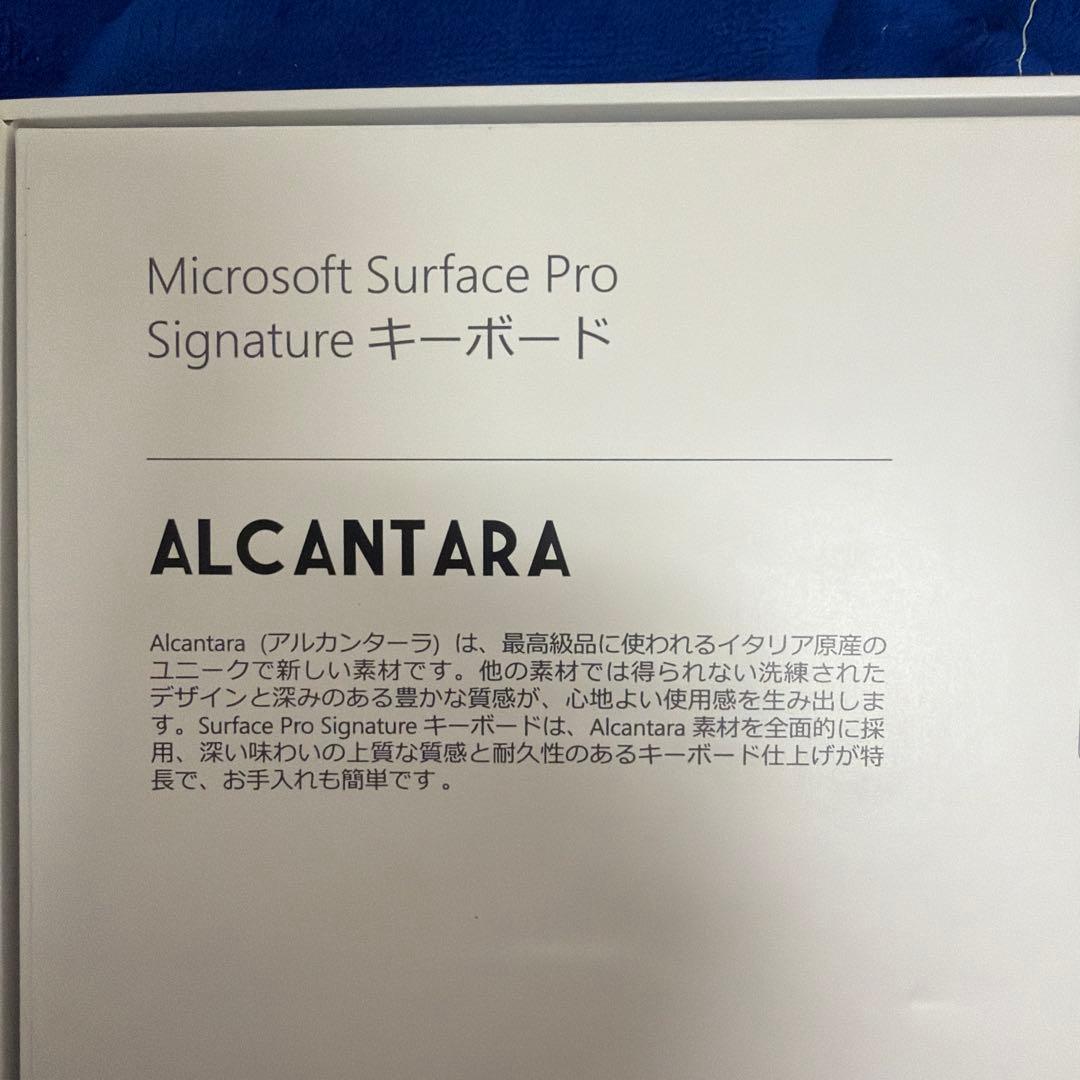 Microsoft Surface Pro
Signature キーボード
ALCANTARA
Alcantara (アルカンターラ) は、最高級品に使われるイタリア原産の
ユニークで新しい素材です。他の素材では得られない洗練された
デザインと深みのある豊かな質感が、心地よい使用感を生み出しま
す。Surface Pro Signature キーボードは、Alcantara 素材を全面的に採
用、深い味わいの上質な質感と耐久性のあるキーボード仕上げが特
長で、お手入れも簡単です。